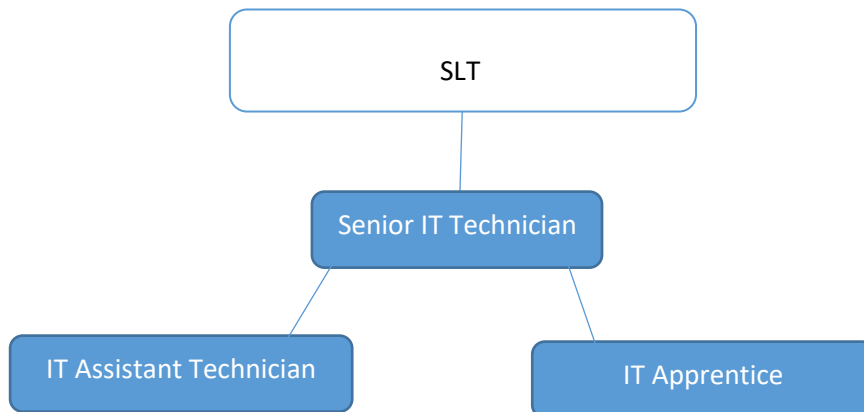 SLT
Senior IT Technician
IT Assistant Technician
IT Apprentice